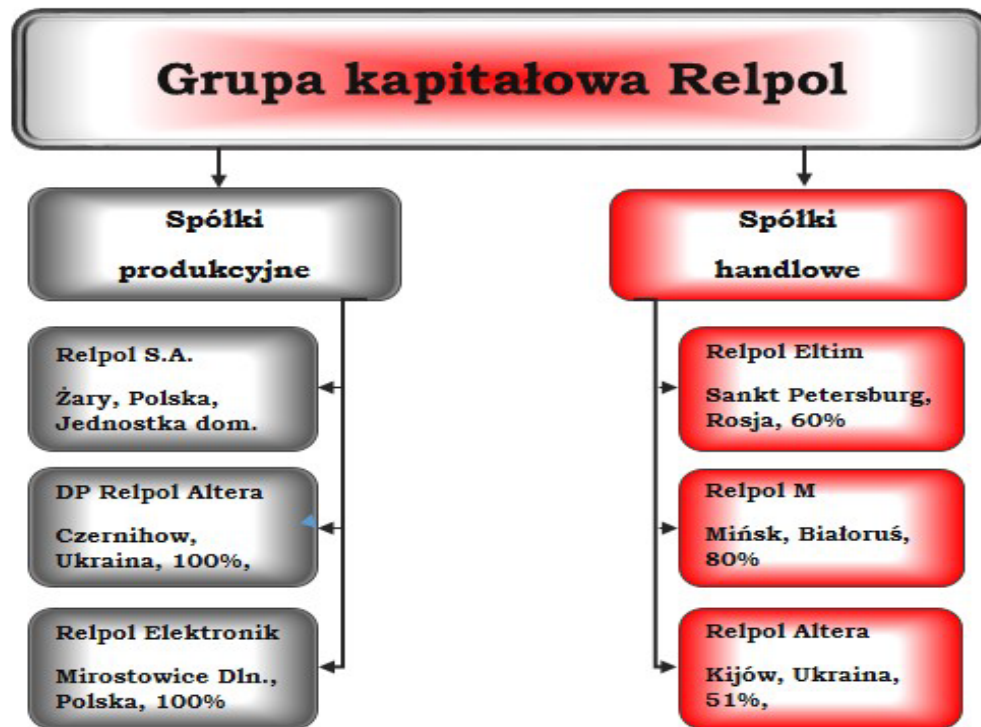 Grupa kapitałowa Relpol
Spółki
produkcyjne
Relpol S.A.
Żary, Polska,
Jednostka dom.
DP Relpol Altera
Czernihow,
Ukraina, 100%,
Relpol Elektronik
Mirostowice Dln.,
Polska, 100%
Spółki
handlowe
Relpol Eltim
Sankt Petersburg,
Rosja, 60%
Relpol M
Mińsk, Białoruś,
80%
Relpol Altera
Kijów, Ukraina,
51%,